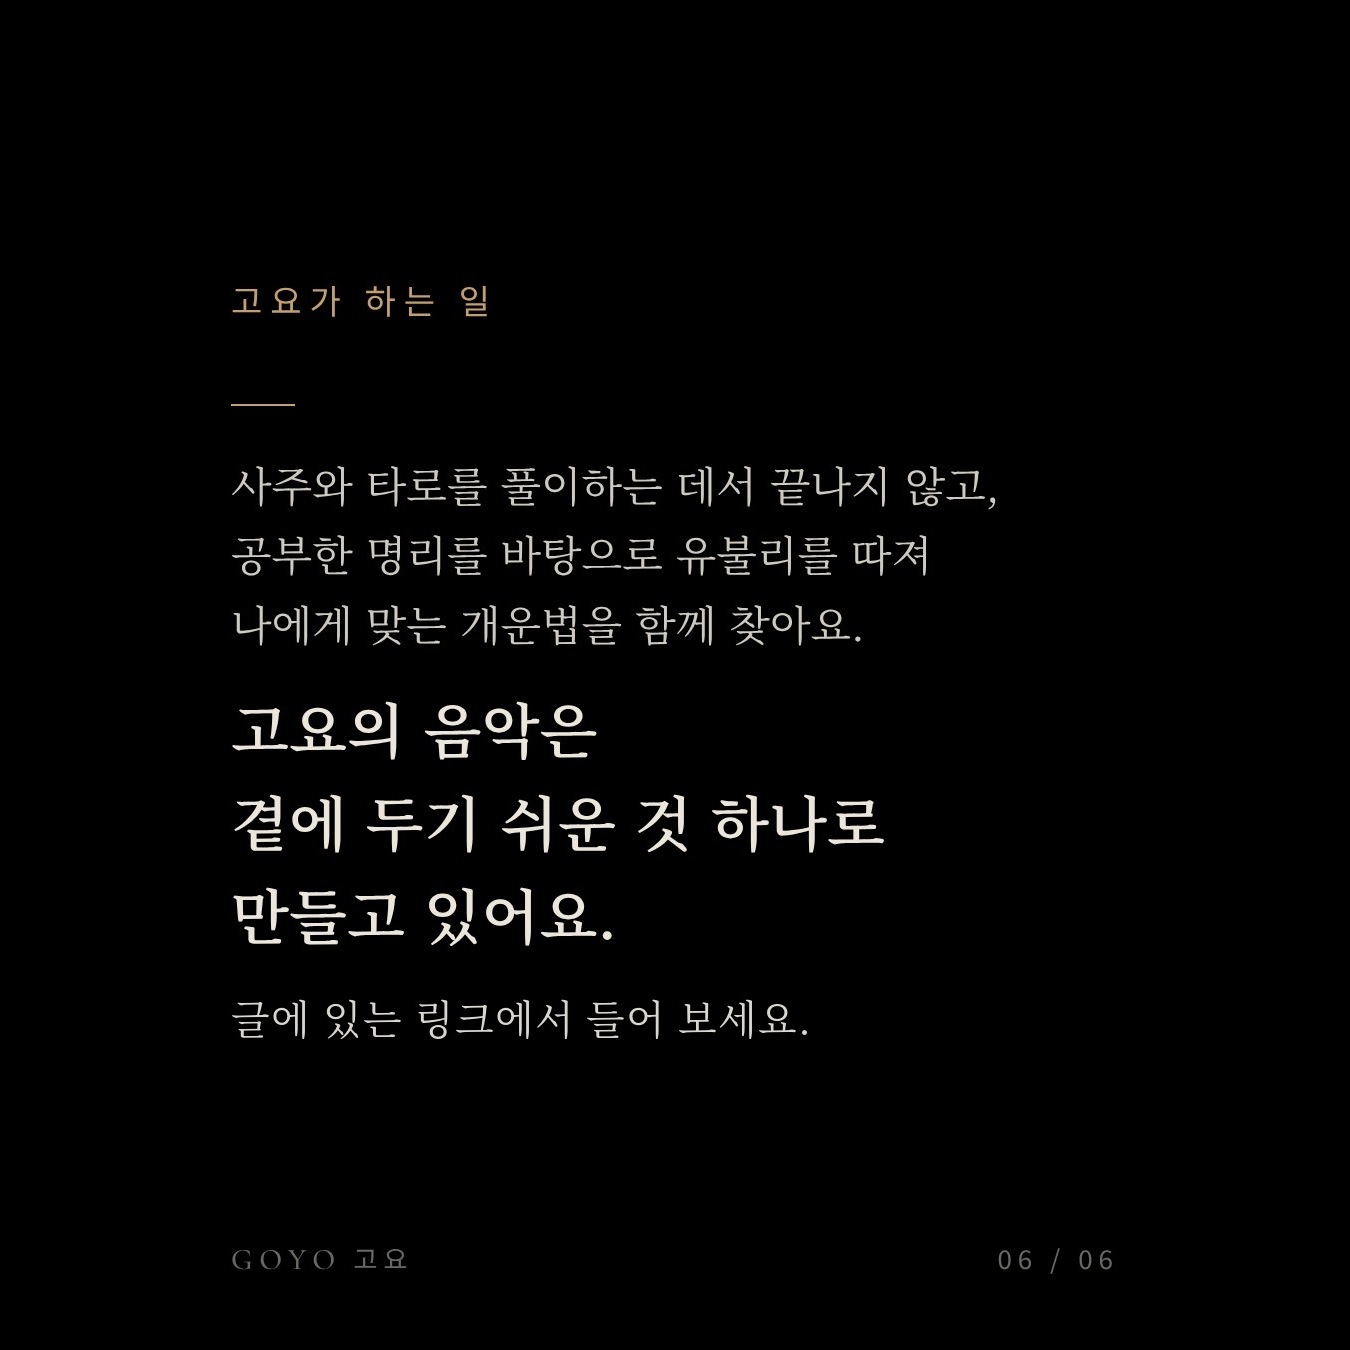 고요가 하는 일
사주와 타로를 풀이하는 데서 끝나지 않고,
공부한 명리를 바탕으로 유불리를 따져
나에게 맞는 개운법을 함께 찾아요.
고요의 음악은
곁에 두기 쉬운 것 하나로
만들고 있어요.
글에 있는 링크에서 들어 보세요.
GOYO 고요
06 / 06